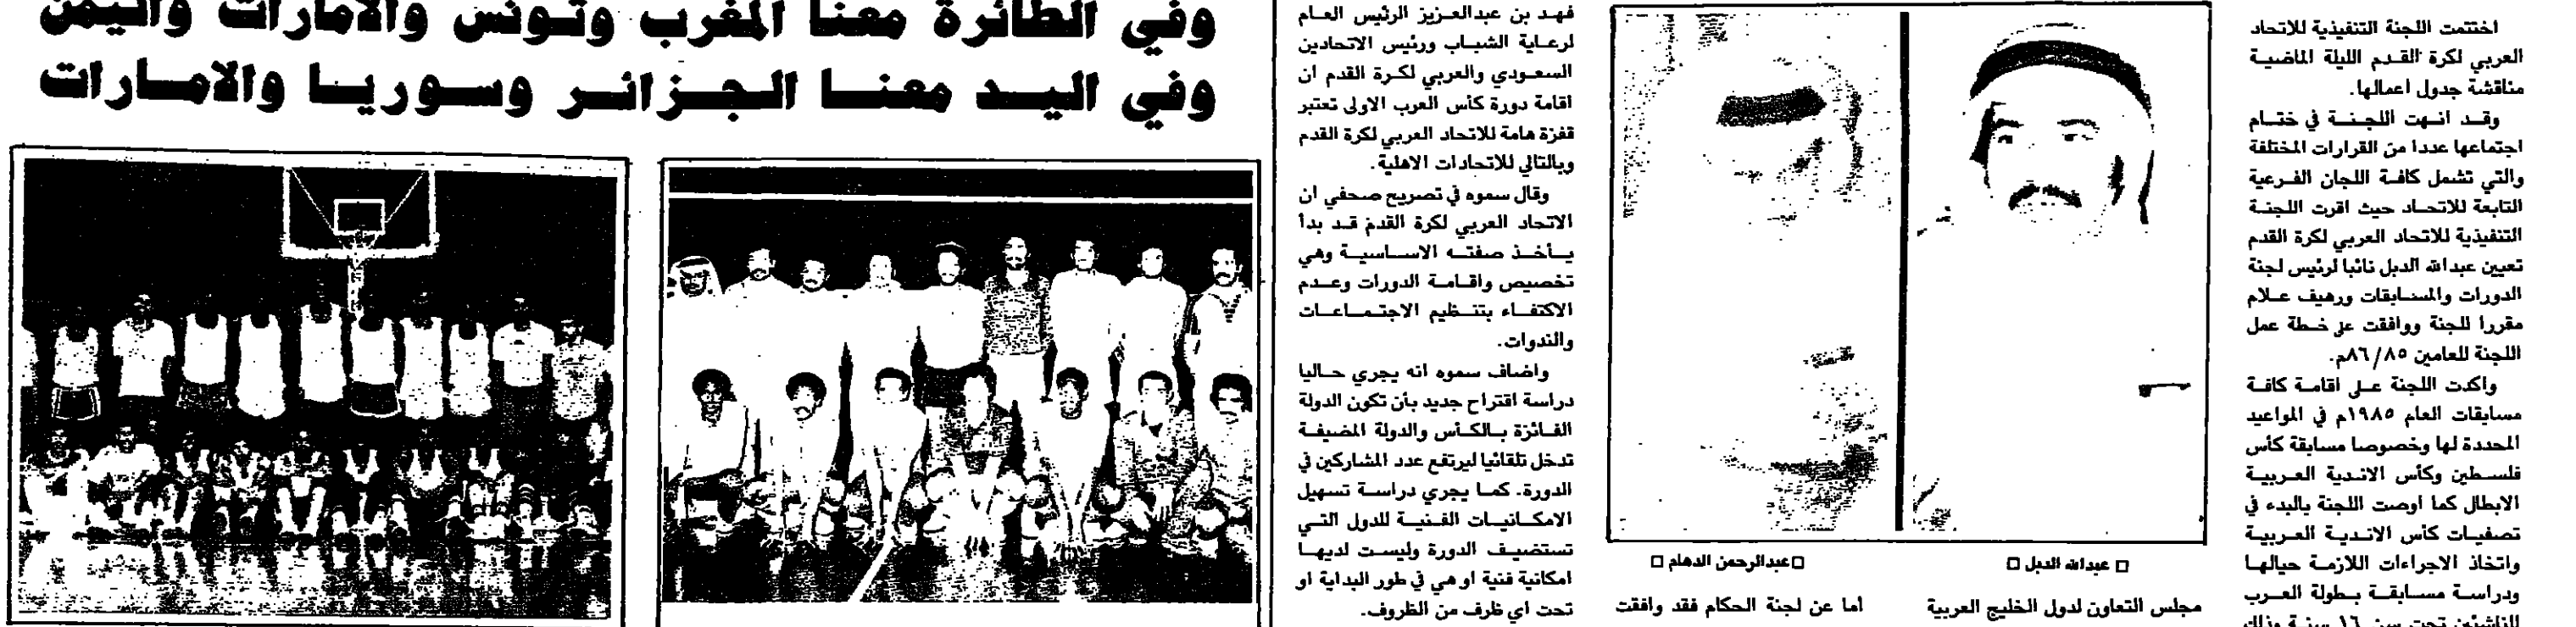 اختتمت اللجنة التنفيذية للاتحاد
العربي لكرة القدم الليلة الماضية
مناقشة جدول اعمالها.
وقد انهت اللجنة في ختام
اجتماعها عددا من القرارات المختلفة
والتي تشمل كافة اللجان الفرعية
التابعة للاتحاد حيث اقرت اللجنة
التنفيذية للاتحاد العربي لكرة القدم
تعيين عبدالله الدبل نائبا لرئيس لجنة
الدورات والمسابقات ورهيف علام
مقررا للجنة ووافقت على خطة عمل
اللجنة للعامين ٨٦/٨٥م.
واكدت اللجنة على اقامة كافة
مسابقات العام ١٩٨٥م في المواعيد
المحددة لها وخصوصا مسابقة كأس
فلسطين وكأس الاندية العربية
الابطال كما اوصت اللجنة بالبدء في
تصفيات كأس الاندية العربية
واتخاذ الاجراءات اللازمة حيالها
ودراسة مسابقة بطولة العرب
للناشئين تحت سن ١٦ سنة وذلك
□ عبدالله الدبل □
□ عبدالرحمن الدهام □
مجلس التعاون لدول الخليج العربية
أما عن لجنة الحكام فقد وافقت
فهد بن عبدالعزيز الرئيس العام
لرعاية الشباب ورئيس الاتحادين
السعودي والعربي لكرة القدم ان
اقامة دورة كأس العرب الاولى تعتبر
قفزة هامة للاتحاد العربي لكرة القدم
وبالتالي للاتحادات الاهلية.
وقال سموه في تصريح صحفي ان
الاتحاد العربي لكرة القدم قد بدأ
يأخذ صفته الاساسية وهي
تخصيص واقامة الدورات وعدم
الاكتفاء بتنظيم الاجتماعات
والندوات.
واضاف سموه انه يجري حاليا
دراسة اقتراح جديد بأن تكون الدولة
الفائزة بالكأس والدولة المضيفة
تدخل تلقائيا ليرتفع عدد المشاركين في
الدورة. كما يجري دراسة تسهيل
الامكانيات الفنية للدول التي
تستضيف الدورة وليست لديها
امكانية فنية او هي في طور البداية او
تحت اي ظرف من الظروف.
وفي الطائرة معنا المغرب وتونس والامارات واليمن
وفي اليد معنا الجزائر وسوريا والامارات